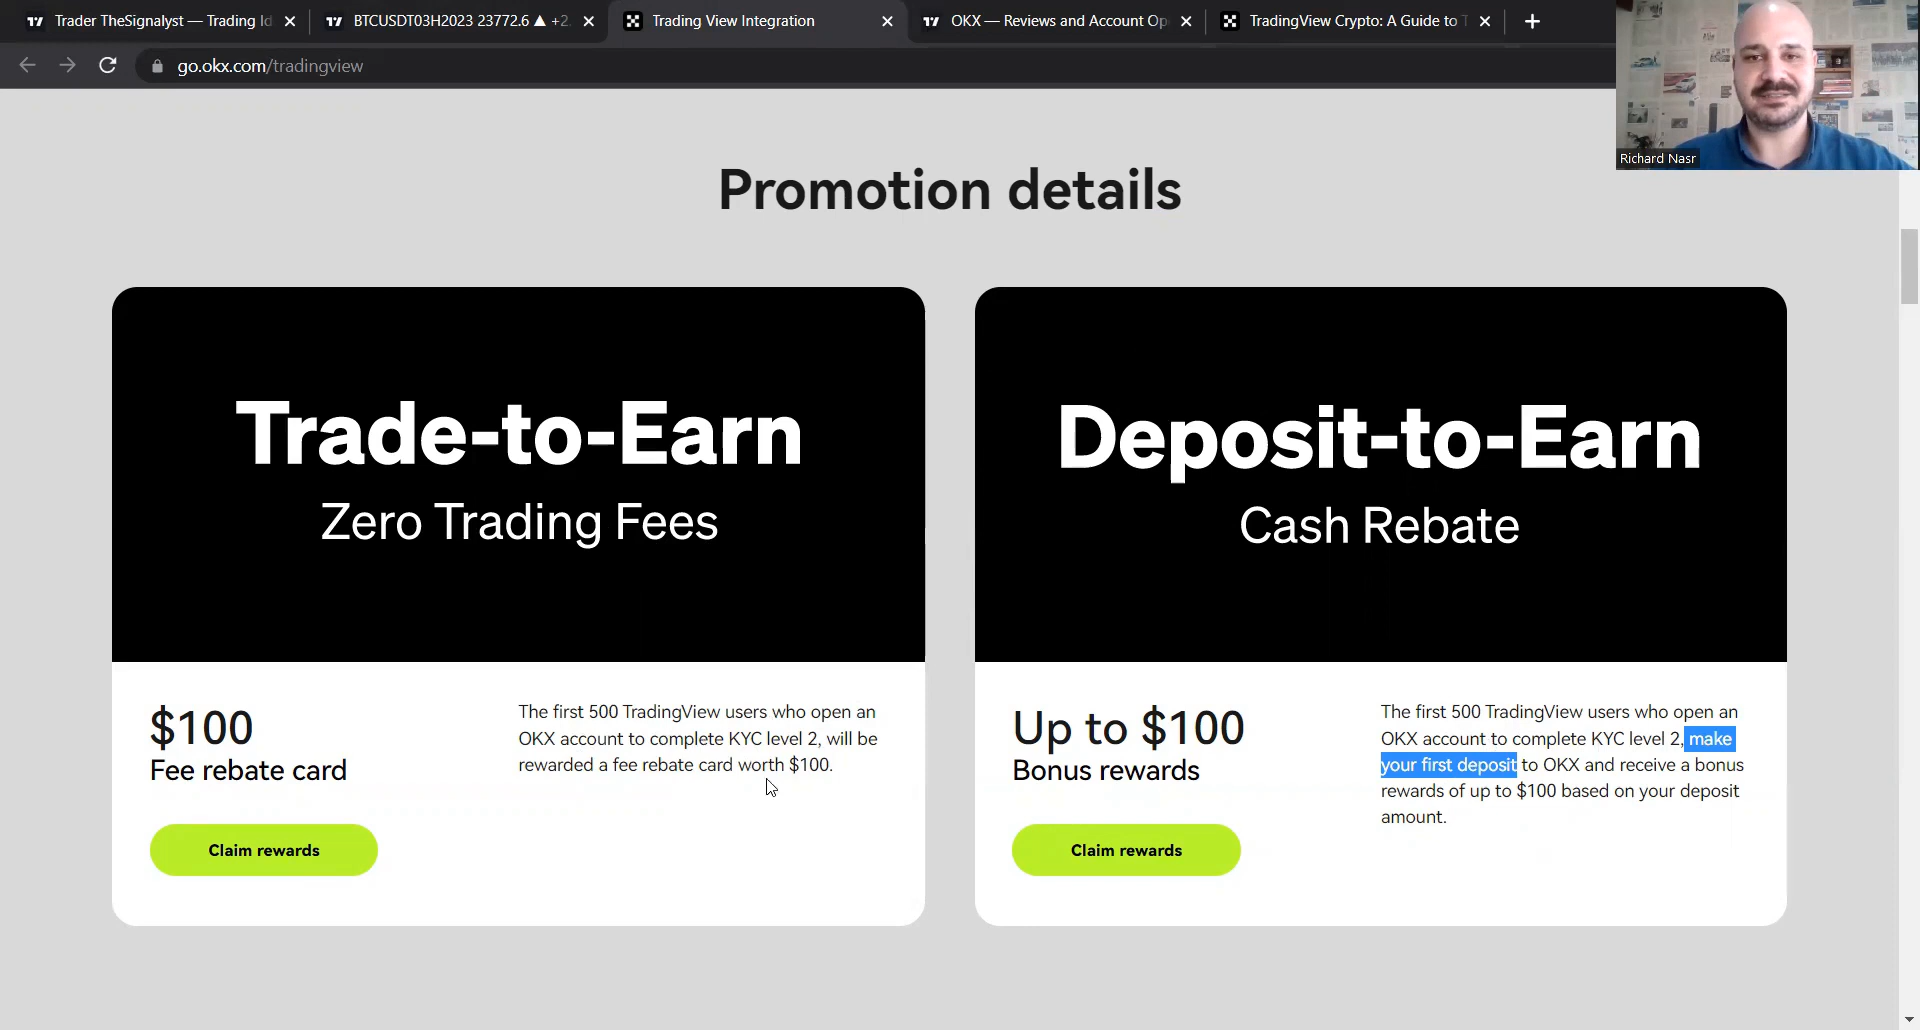 Trader TheSignalyst — Trading Id
BTCUSDT03H2023 23772.6 ▲ +2.
Trading View Integration
OKX — Reviews and Account Op
TradingView Crypto: A Guide to T
go.okx.com/tradingview
Richard Nasr
Promotion details
Trade-to-Earn
Zero Trading Fees
$100
Fee rebate card
The first 500 TradingView users who open an
OKX account to complete KYC level 2, will be
rewarded a fee rebate card worth $100.
Claim rewards
Deposit-to-Earn
Cash Rebate
Up to $100
Bonus rewards
The first 500 TradingView users who open an
OKX account to complete KYC level 2, make
your first deposit to OKX and receive a bonus
rewards of up to $100 based on your deposit
amount.
Claim rewards